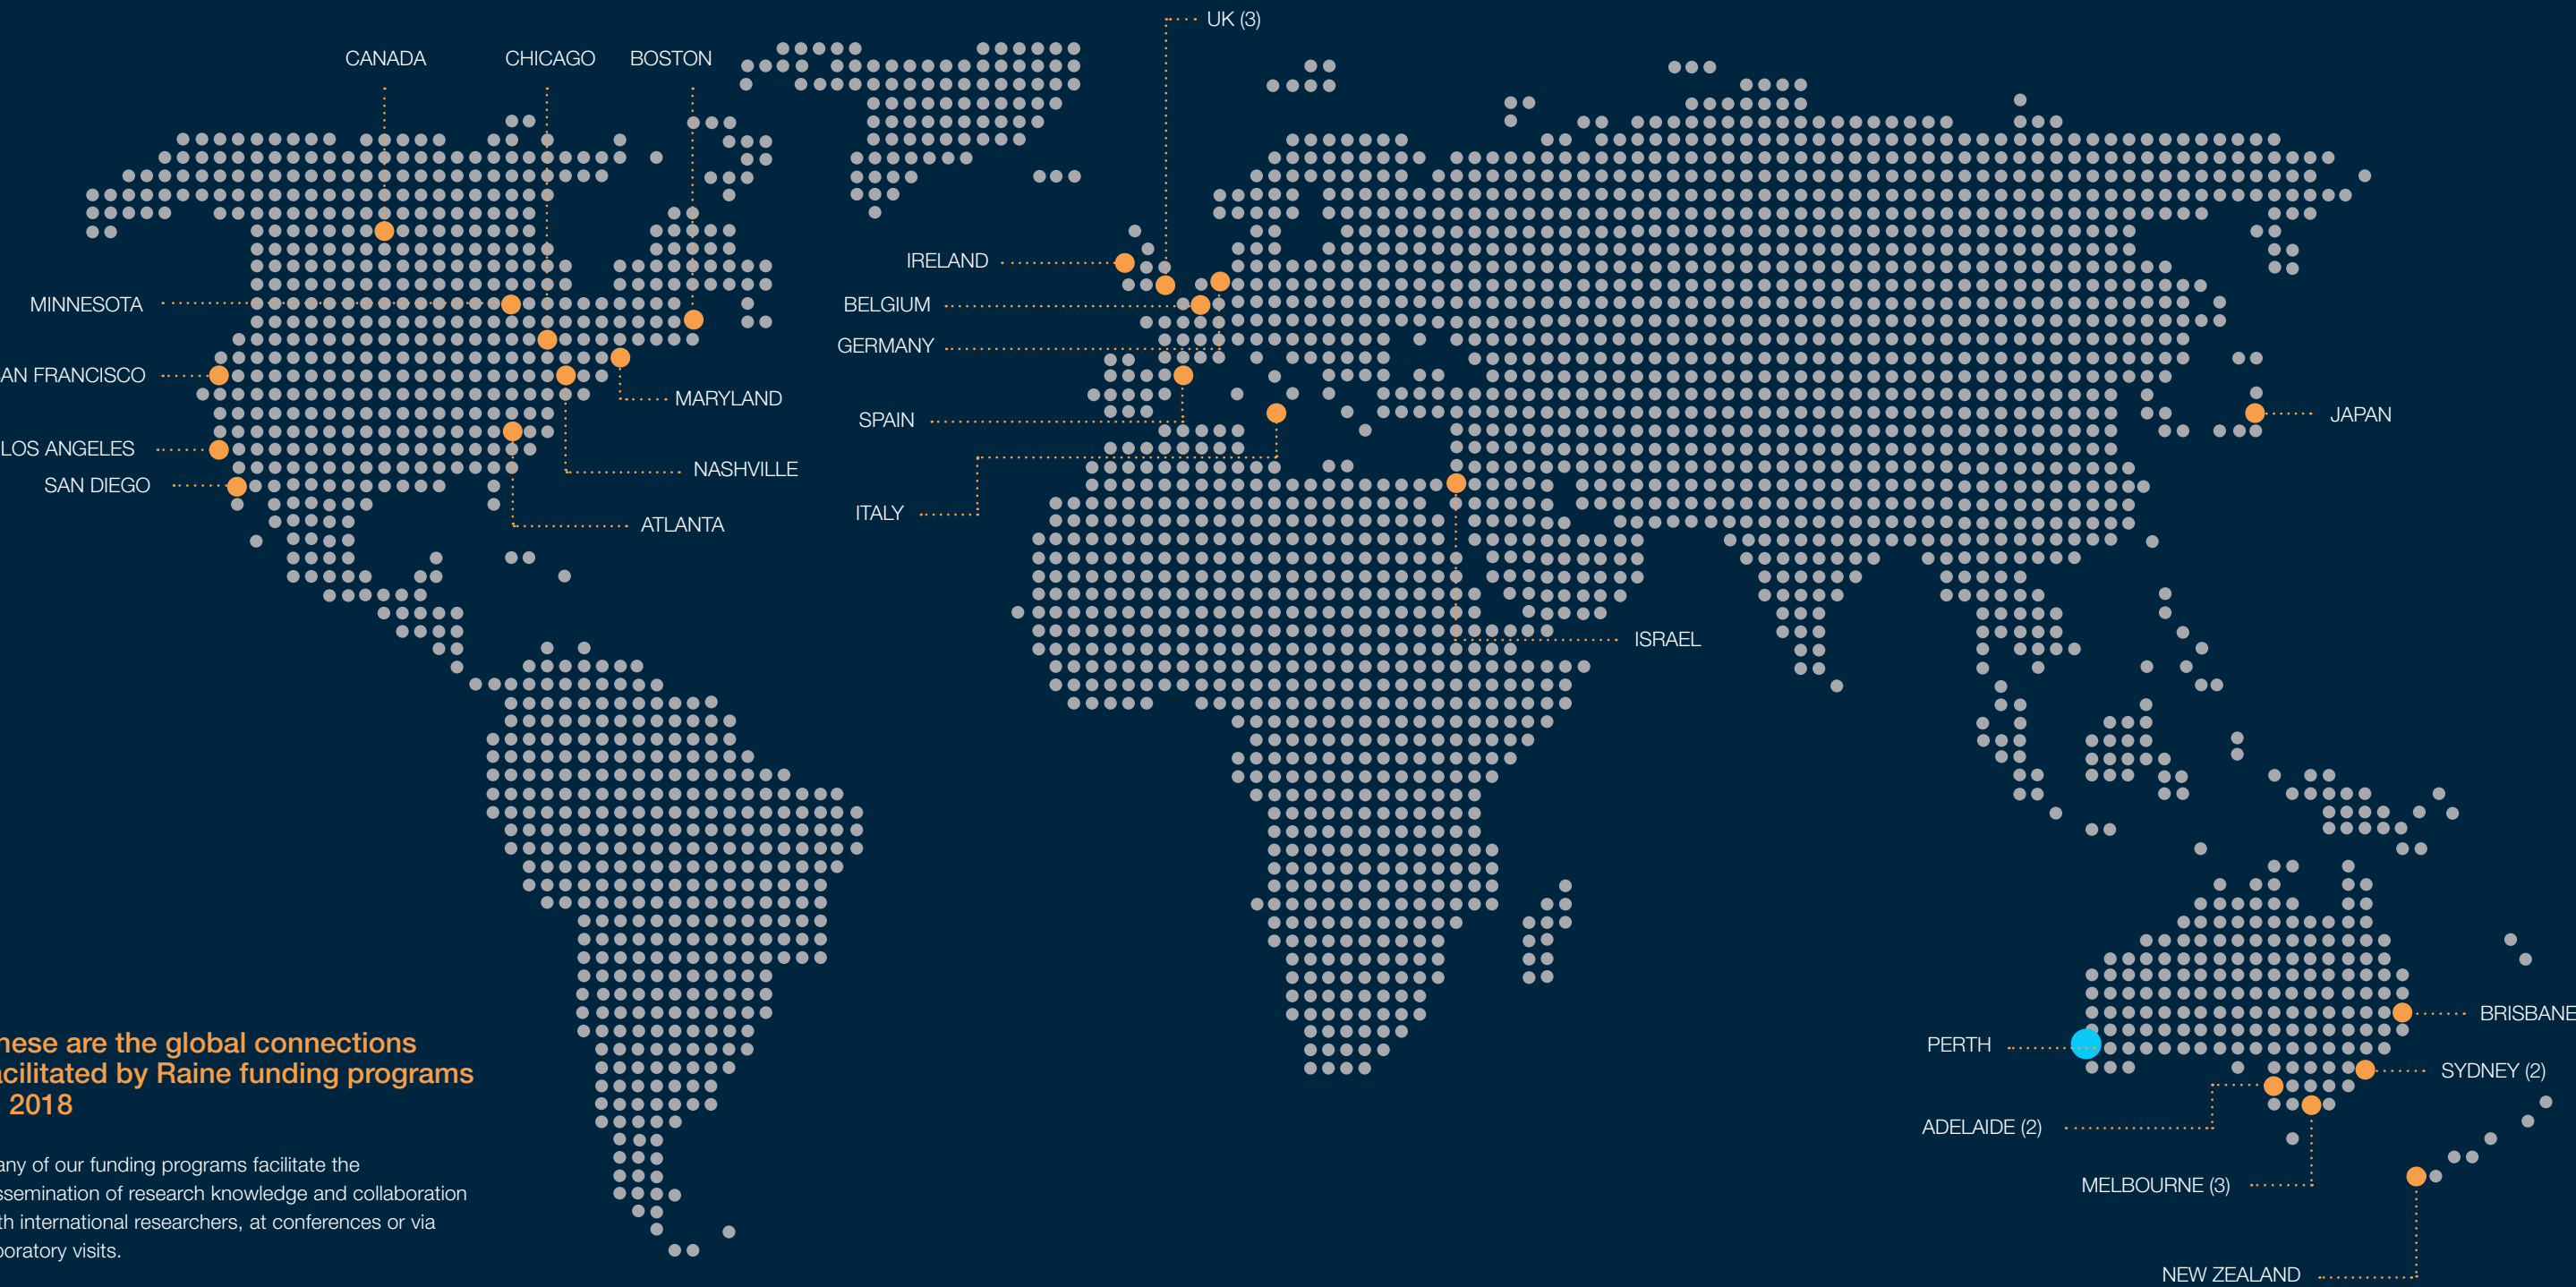 UK (3)
CANADA
CHICAGO
BOSTON
IRELAND
MINNESOTA
BELGIUM
GERMANY
AN FRANCISCO
MARYLAND
SPAIN
JAPAN
LOS ANGELES
NASHVILLE
SAN DIEGO
ITALY
ATLANTA
ISRAEL
BRISBANE
PERTH
SYDNEY (2)
ADELAIDE (2)
MELBOURNE (3)
NEW ZEALAND
hese are the global connections
acilitated by Raine funding programs
2018
any of our funding programs facilitate the
ssemination of research knowledge and collaboration
th international researchers, at conferences or via
boratory visits.